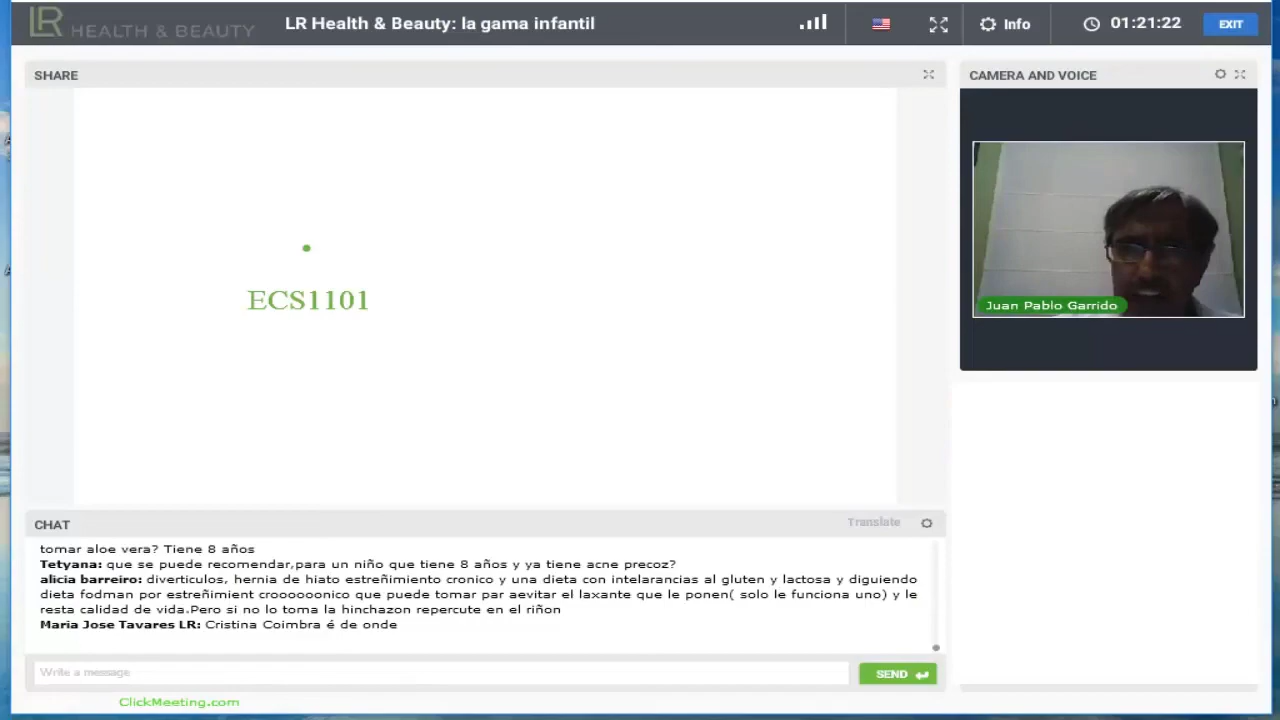 LR HEALTH & BEAUTY
LR Health & Beauty: la gama infantil
Info
01:21:22
EXIT
SHARE
CAMERA AND VOICE
ECS1101
Juan Pablo Garrido
CHAT
Translate
tomar aloe vera? Tiene 8 años
Tetyana: que se puede recomendar,para un niño que tiene 8 años y ya tiene acne precoz?
alicia barreiro: diverticulos, hernia de hiato estreñimiento cronico y una dieta con intelarancias al gluten y lactosa y diguiendo
dieta fodman por estreñimient croooooonico que puede tomar par aevitar el laxante que le ponen( solo le funciona uno) y le
resta calidad de vida.Pero si no lo toma la hinchazon repercute en el riñon
Maria Jose Tavares LR: Cristina Coimbra é de onde
Write a message
SEND
ClickMeeting.com